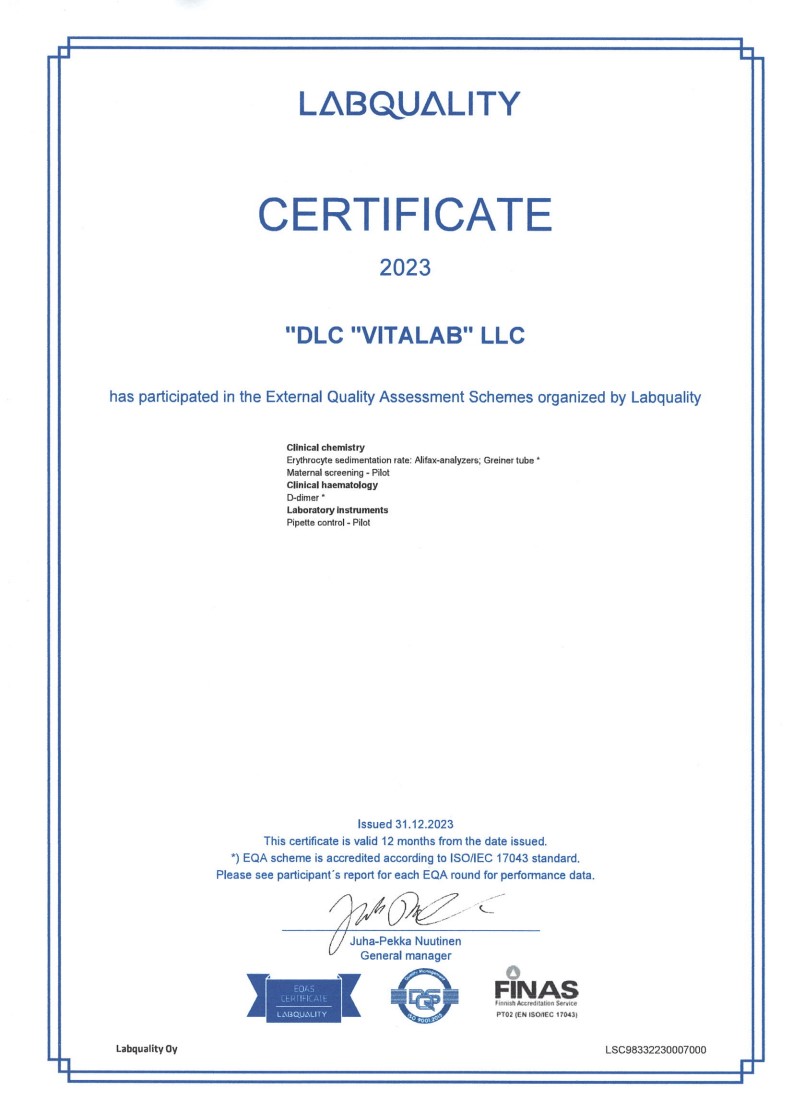 LABQUALITY
CERTIFICATE
2023
"DLC "VITALAB" LLC
has participated in the External Quality Assessment Schemes organized by Labquality
Clinical chemistry
Erythrocyte sedimentation rate: Alifax-analyzers; Greiner tube *
Maternal screening - Pilot
Clinical haematology
D-dimer *
Laboratory instruments
Pipette control - Pilot
Issued 31.12.2023
This certificate is valid 12 months from the date issued.
*) EQA scheme is accredited according to ISO/IEC 17043 standard.
Please see participant´s report for each EQA round for performance data.
Juha-Pekka Nuutinen
General manager
EQAS
CERTIFICATE
LABQUALITY
DQS
ISO 9001:2015
FINAS
Finnish Accreditation Service
PT02 (EN ISO/IEC 17043)
Labquality Oy
LSC98332230007000